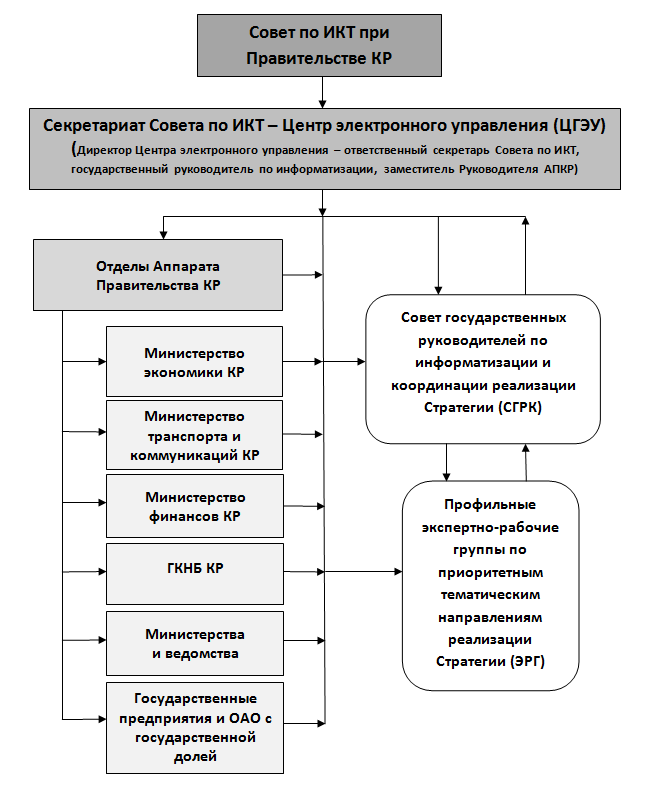 Совет по ИКТ при
Правительстве КР
Секретариат Совета по ИКТ – Центр электронного управления (ЦГЭУ)
(Директор Центра электронного управления – ответственный секретарь Совета по ИКТ,
государственный руководитель по информатизации, заместитель Руководителя АПКР)
Отделы Аппарата
Правительства КР
Министерство
экономики КР
Министерство
транспорта и
коммуникаций КР
Министерство
финансов КР
ГКНБ КР
Министерства
и ведомства
Государственные
предприятия и ОАО с
государственной
долей
Совет государственных
руководителей по
информатизации и
координации реализации
Стратегии (СГРК)
Профильные
экспертно-рабочие
группы по
приоритетным
тематическим
направлениям
реализации
Стратегии (ЭРГ)